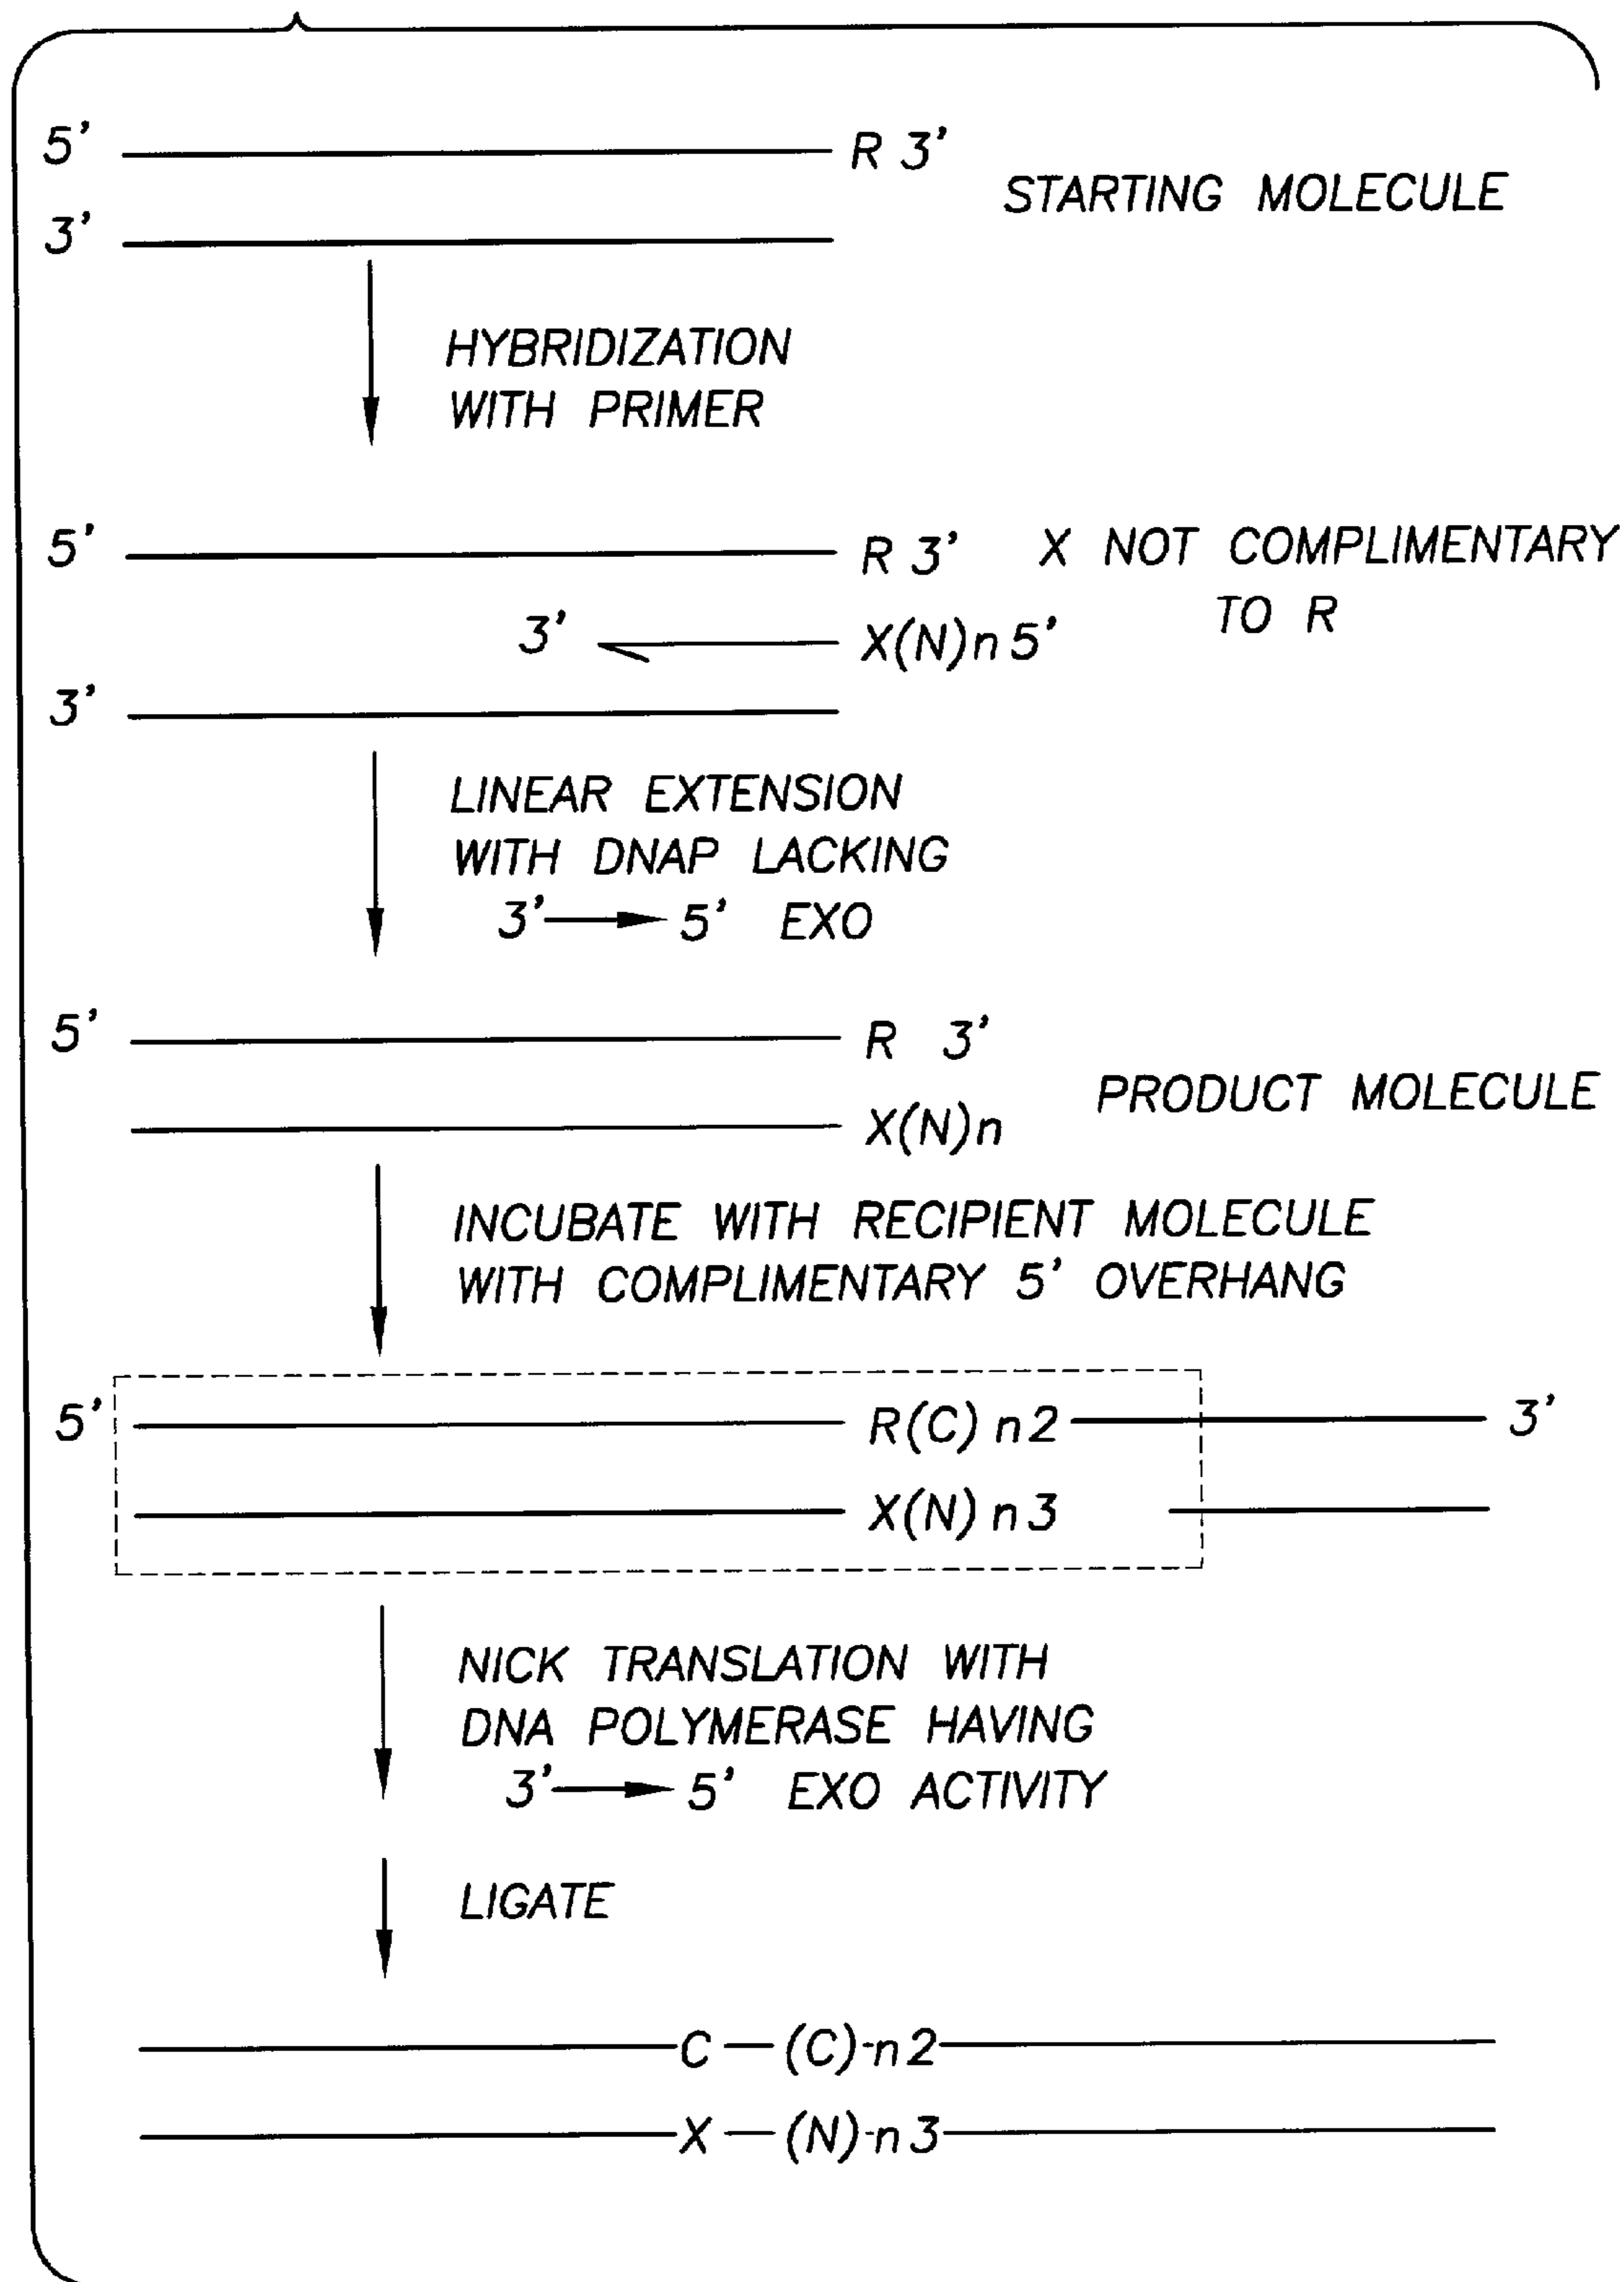 5' R 3'
STARTING MOLECULE
3'
HYBRIDIZATION
WITH PRIMER
5' R 3' X NOT COMPLIMENTARY
TO R
3' X(N)n 5'
3'
LINEAR EXTENSION
WITH DNAP LACKING
3' → 5' EXO
5' R 3'
PRODUCT MOLECULE
X(N)n
INCUBATE WITH RECIPIENT MOLECULE
WITH COMPLIMENTARY 5' OVERHANG
5' R(C) n2 3'
X(N) n3
NICK TRANSLATION WITH
DNA POLYMERASE HAVING
3' → 5' EXO ACTIVITY
LIGATE
C — (C)-n2
X — (N)-n3